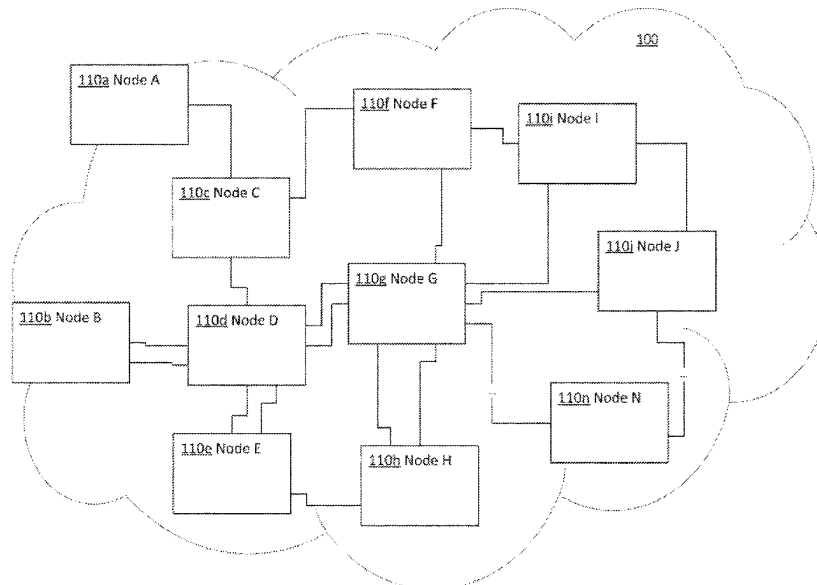 100
110a Node A
110f Node F
110i Node I
110c Node C
110j Node J
110g Node G
110b Node B
110d Node D
110n Node N
110e Node E
110h Node H